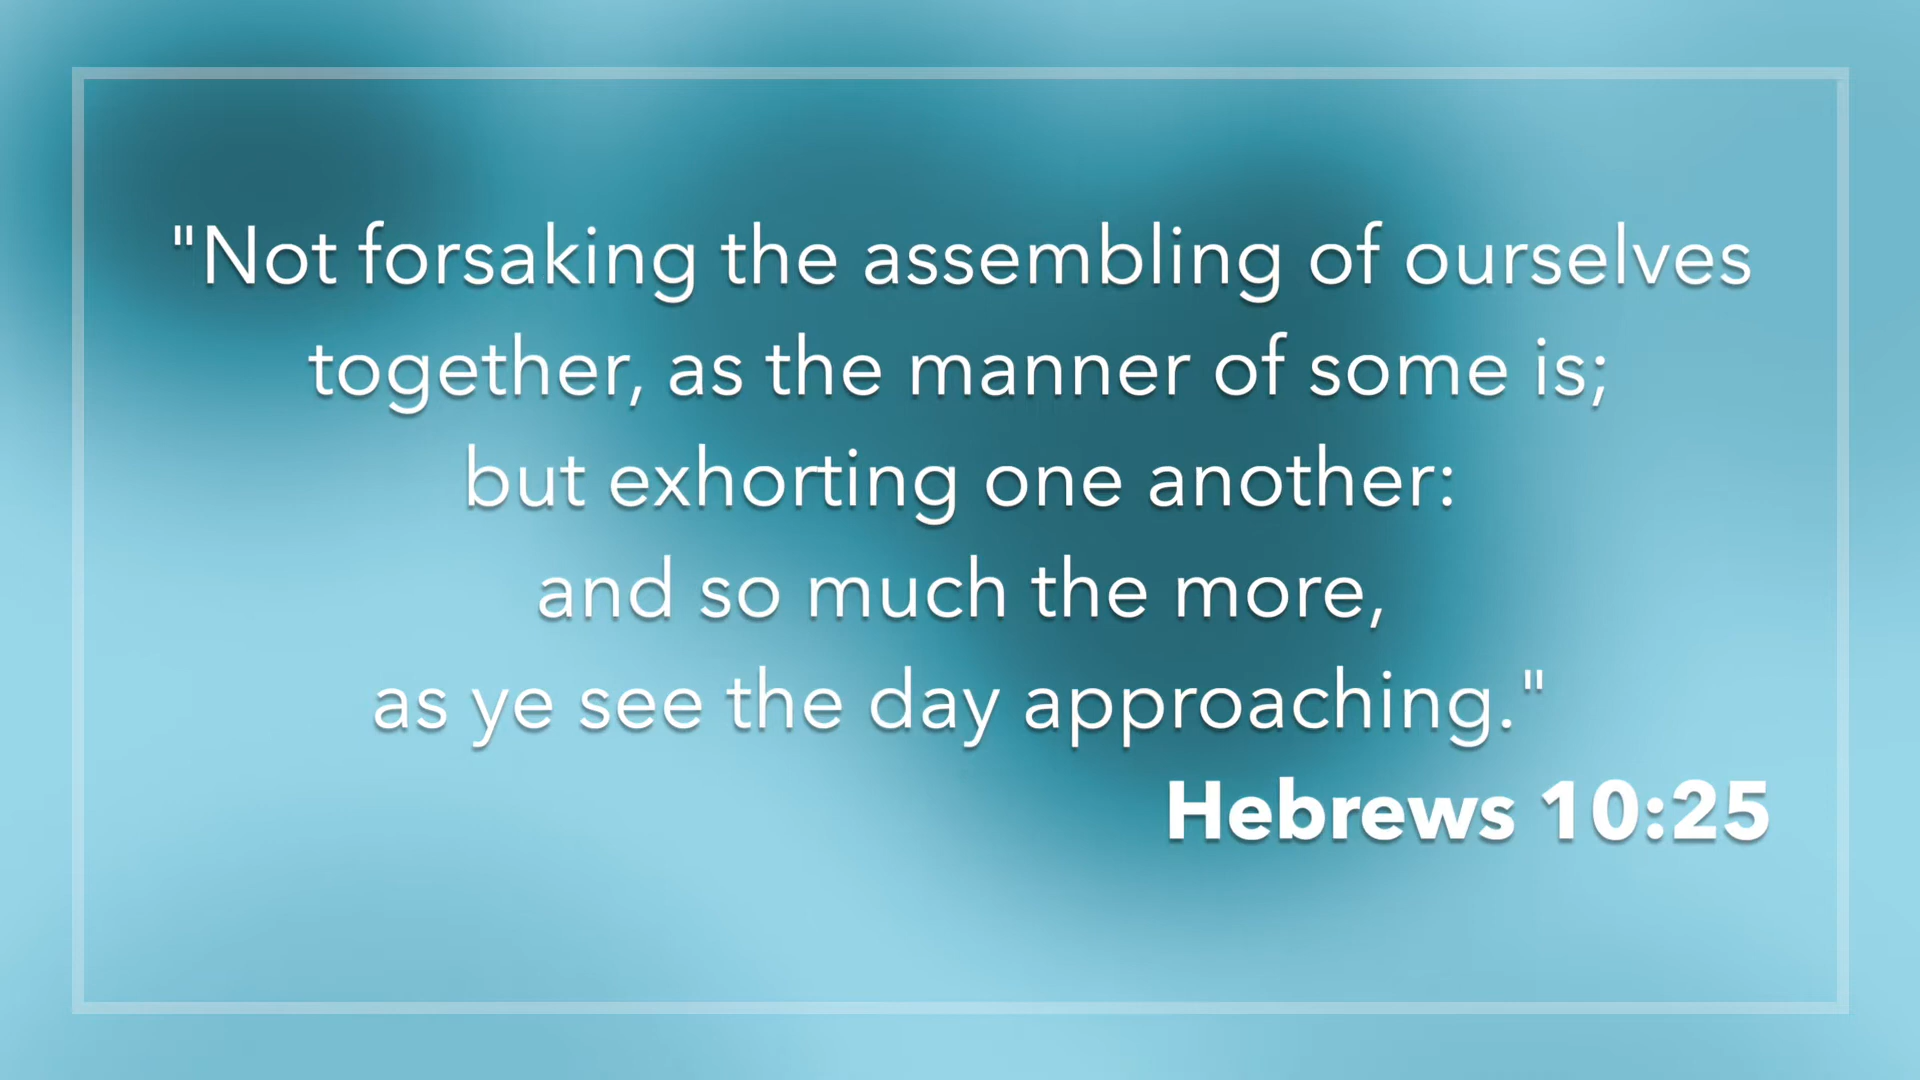 "Not forsaking the assembling of ourselves
together, as the manner of some is;
but exhorting one another:
and so much the more,
as ye see the day approaching."
Hebrews 10:25